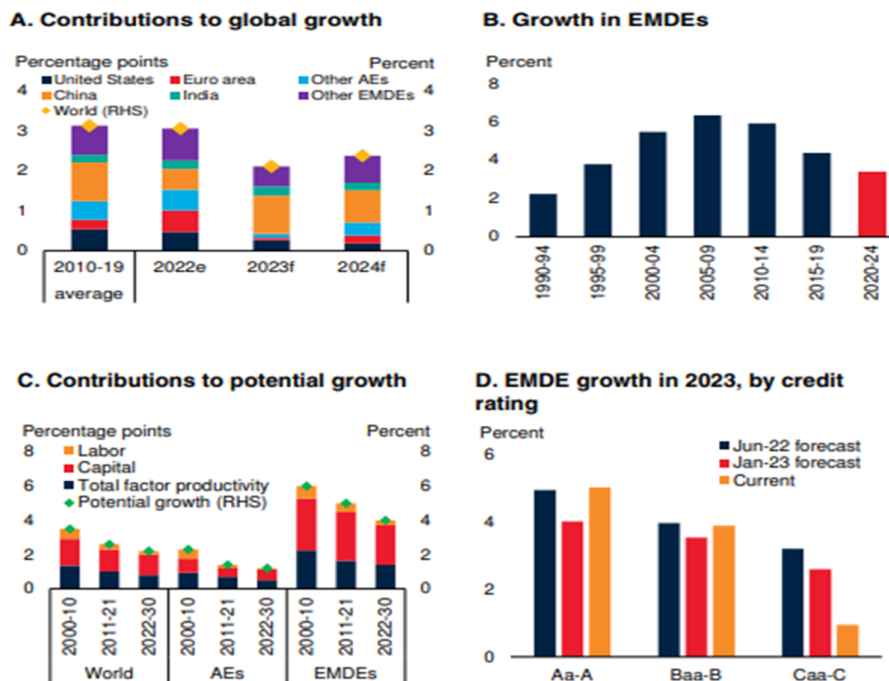 A. Contributions to global growth
Percentage points Percent
United States Euro area Other AEs
China India Other EMDEs
World (RHS)
4 4
3 3
2 2
1 1
0 0
2010-19 2022e 2023f 2024f
average
B. Growth in EMDEs
Percent
8
6
4
2
0
1990-94 1995-99 2000-04 2005-09 2010-14 2015-19 2020-24
C. Contributions to potential growth
Percentage points Percent
8 8
Labor
Capital
6 6
Total factor productivity
Potential growth (RHS)
4 4
2 2
0 0
2000-10 2011-21 2022-30 2000-10 2011-21 2022-30 2000-10 2011-21 2022-30
World AEs EMDEs
D. EMDE growth in 2023, by credit
rating
Percent
6
Jun-22 forecast
Jan-23 forecast
Current
4
2
0
Aa-A Baa-B Caa-C